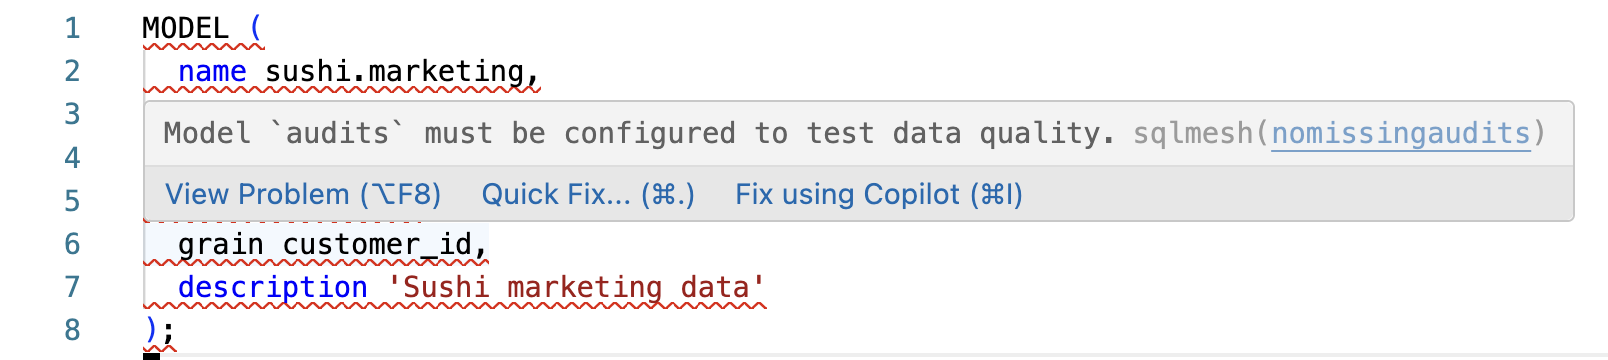 1 MODEL (
2 name sushi.marketing,
3
Model `audits` must be configured to test data quality. sqlmesh(nomissingaudits)
4
5 View Problem (⌥F8) Quick Fix... (⌘.) Fix using Copilot (⌘I)
6 grain customer_id,
7 description 'Sushi marketing data'
8 );